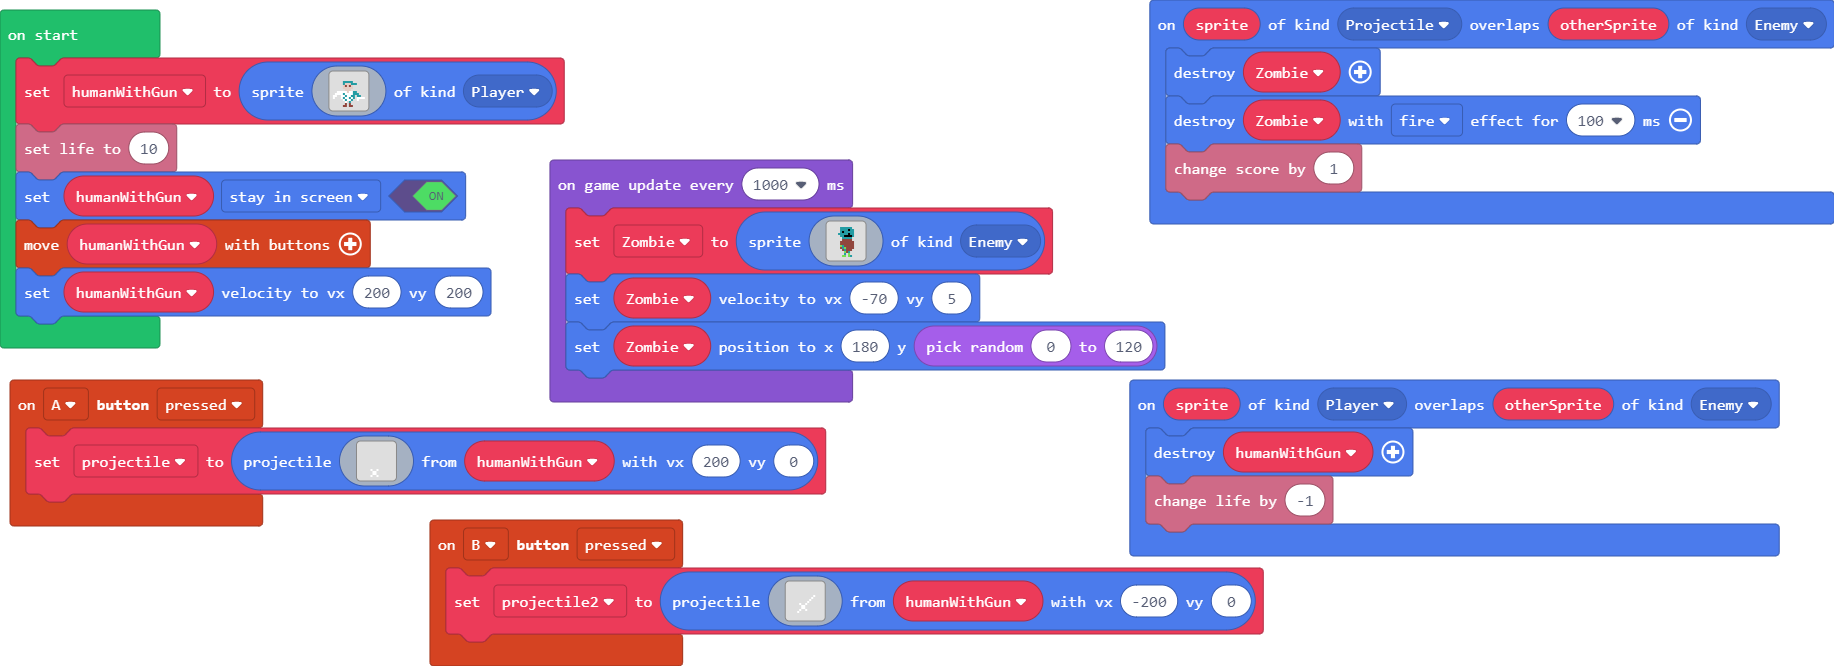 on start
set humanWithGun to sprite of kind Player
set life to 10
set humanWithGun stay in screen ON
move humanWithGun with buttons
set humanWithGun velocity to vx 200 vy 200
on A button pressed
set projectile to projectile from humanWithGun with vx 200 vy 0
on B button pressed
set projectile2 to projectile from humanWithGun with vx -200 vy 0
on game update every 1000 ms
set Zombie to sprite of kind Enemy
set Zombie velocity to vx -70 vy 5
set Zombie position to x 180 y pick random 0 to 120
on sprite of kind Projectile overlaps otherSprite of kind Enemy
destroy Zombie
destroy Zombie with fire effect for 100 ms
change score by 1
on sprite of kind Player overlaps otherSprite of kind Enemy
destroy humanWithGun
change life by -1